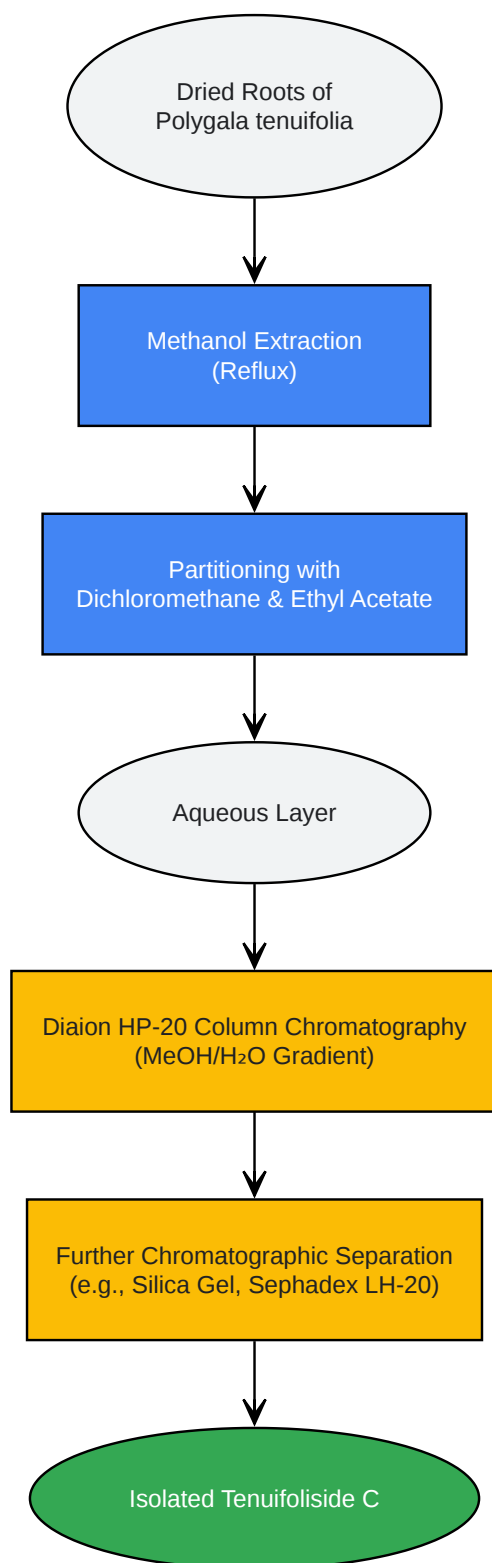 Dried Roots of
Polygala tenuifolia
Methanol Extraction
(Reflux)
Partitioning with
Dichloromethane & Ethyl Acetate
Aqueous Layer
Diaion HP-20 Column Chromatography
(MeOH/H₂O Gradient)
Further Chromatographic Separation
(e.g., Silica Gel, Sephadex LH-20)
Isolated Tenuifoliside C